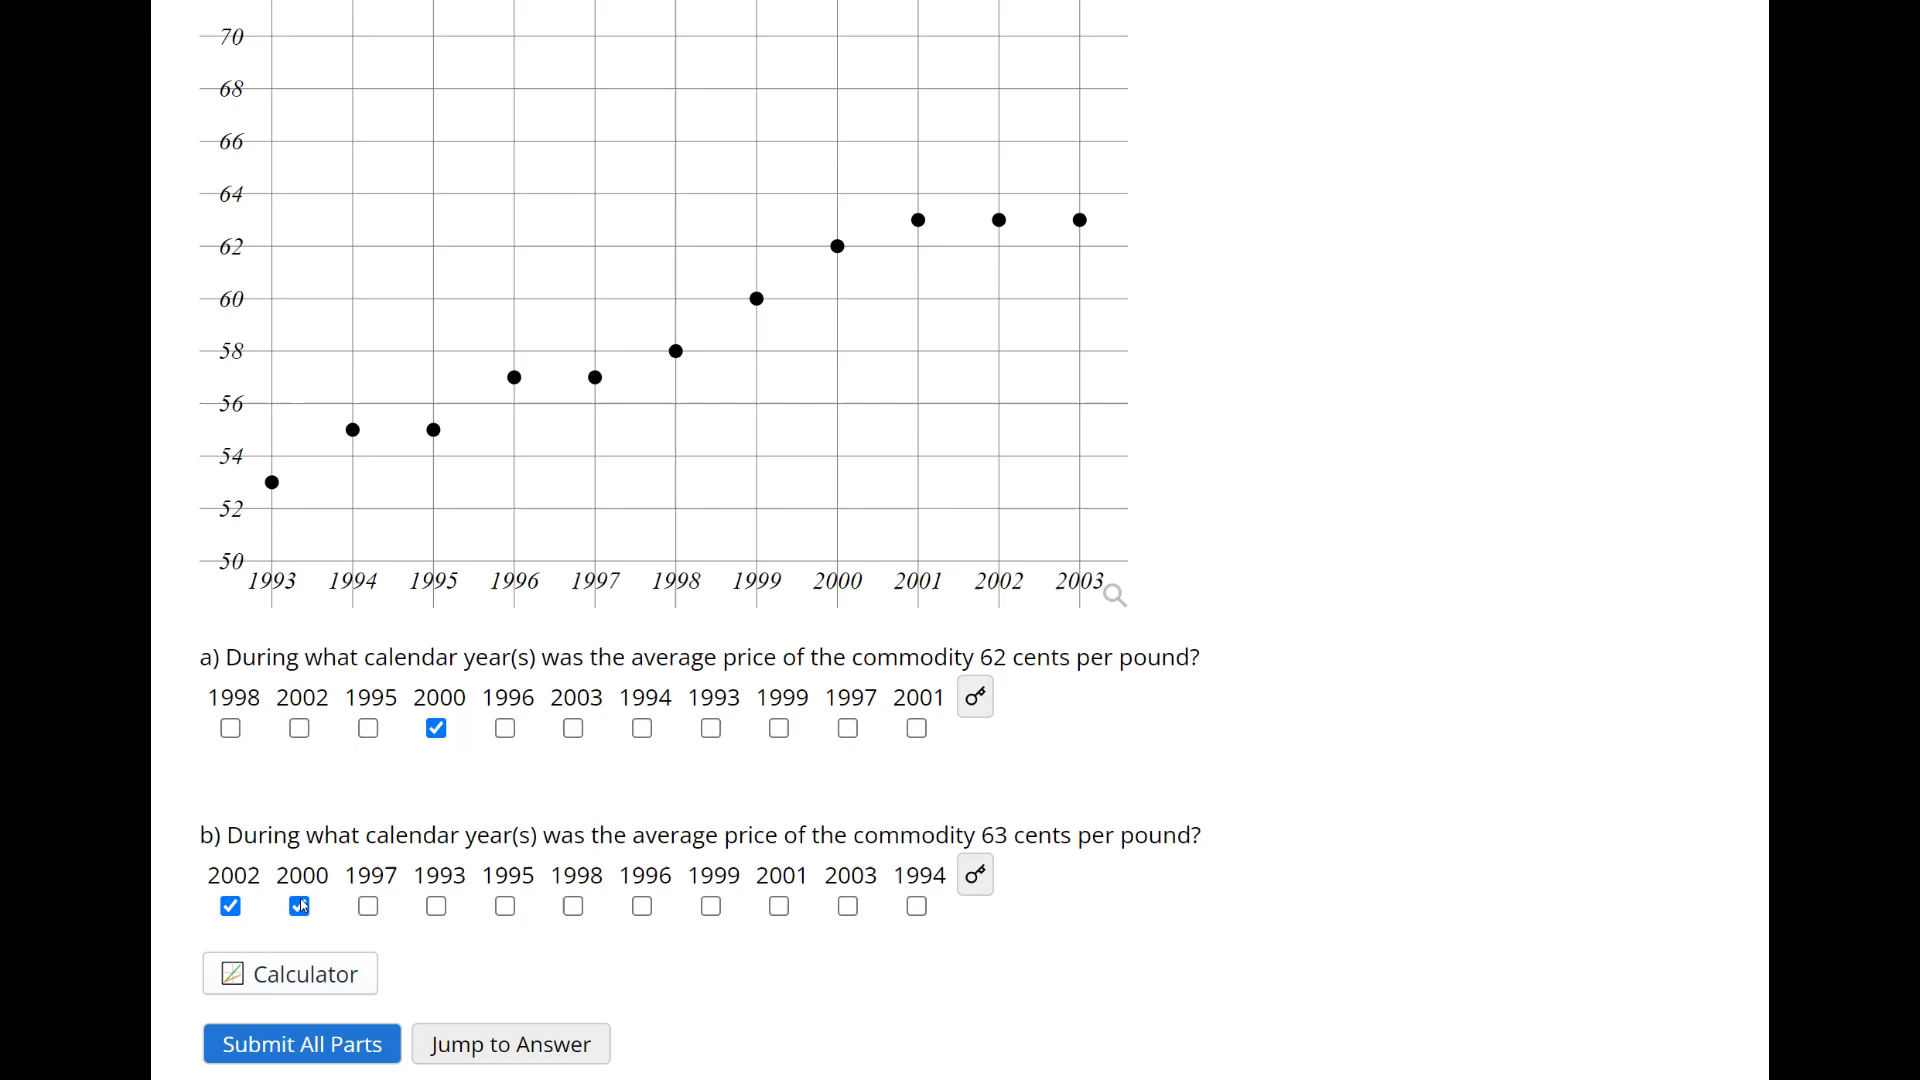 70
68
66
64
62
60
58
56
54
52
50
1993 1994 1995 1996 1997 1998 1999 2000 2001 2002 2003
a) During what calendar year(s) was the average price of the commodity 62 cents per pound?
1998 2002 1995 2000 1996 2003 1994 1993 1999 1997 2001
b) During what calendar year(s) was the average price of the commodity 63 cents per pound?
2002 2000 1997 1993 1995 1998 1996 1999 2001 2003 1994
Calculator
Submit All Parts Jump to Answer